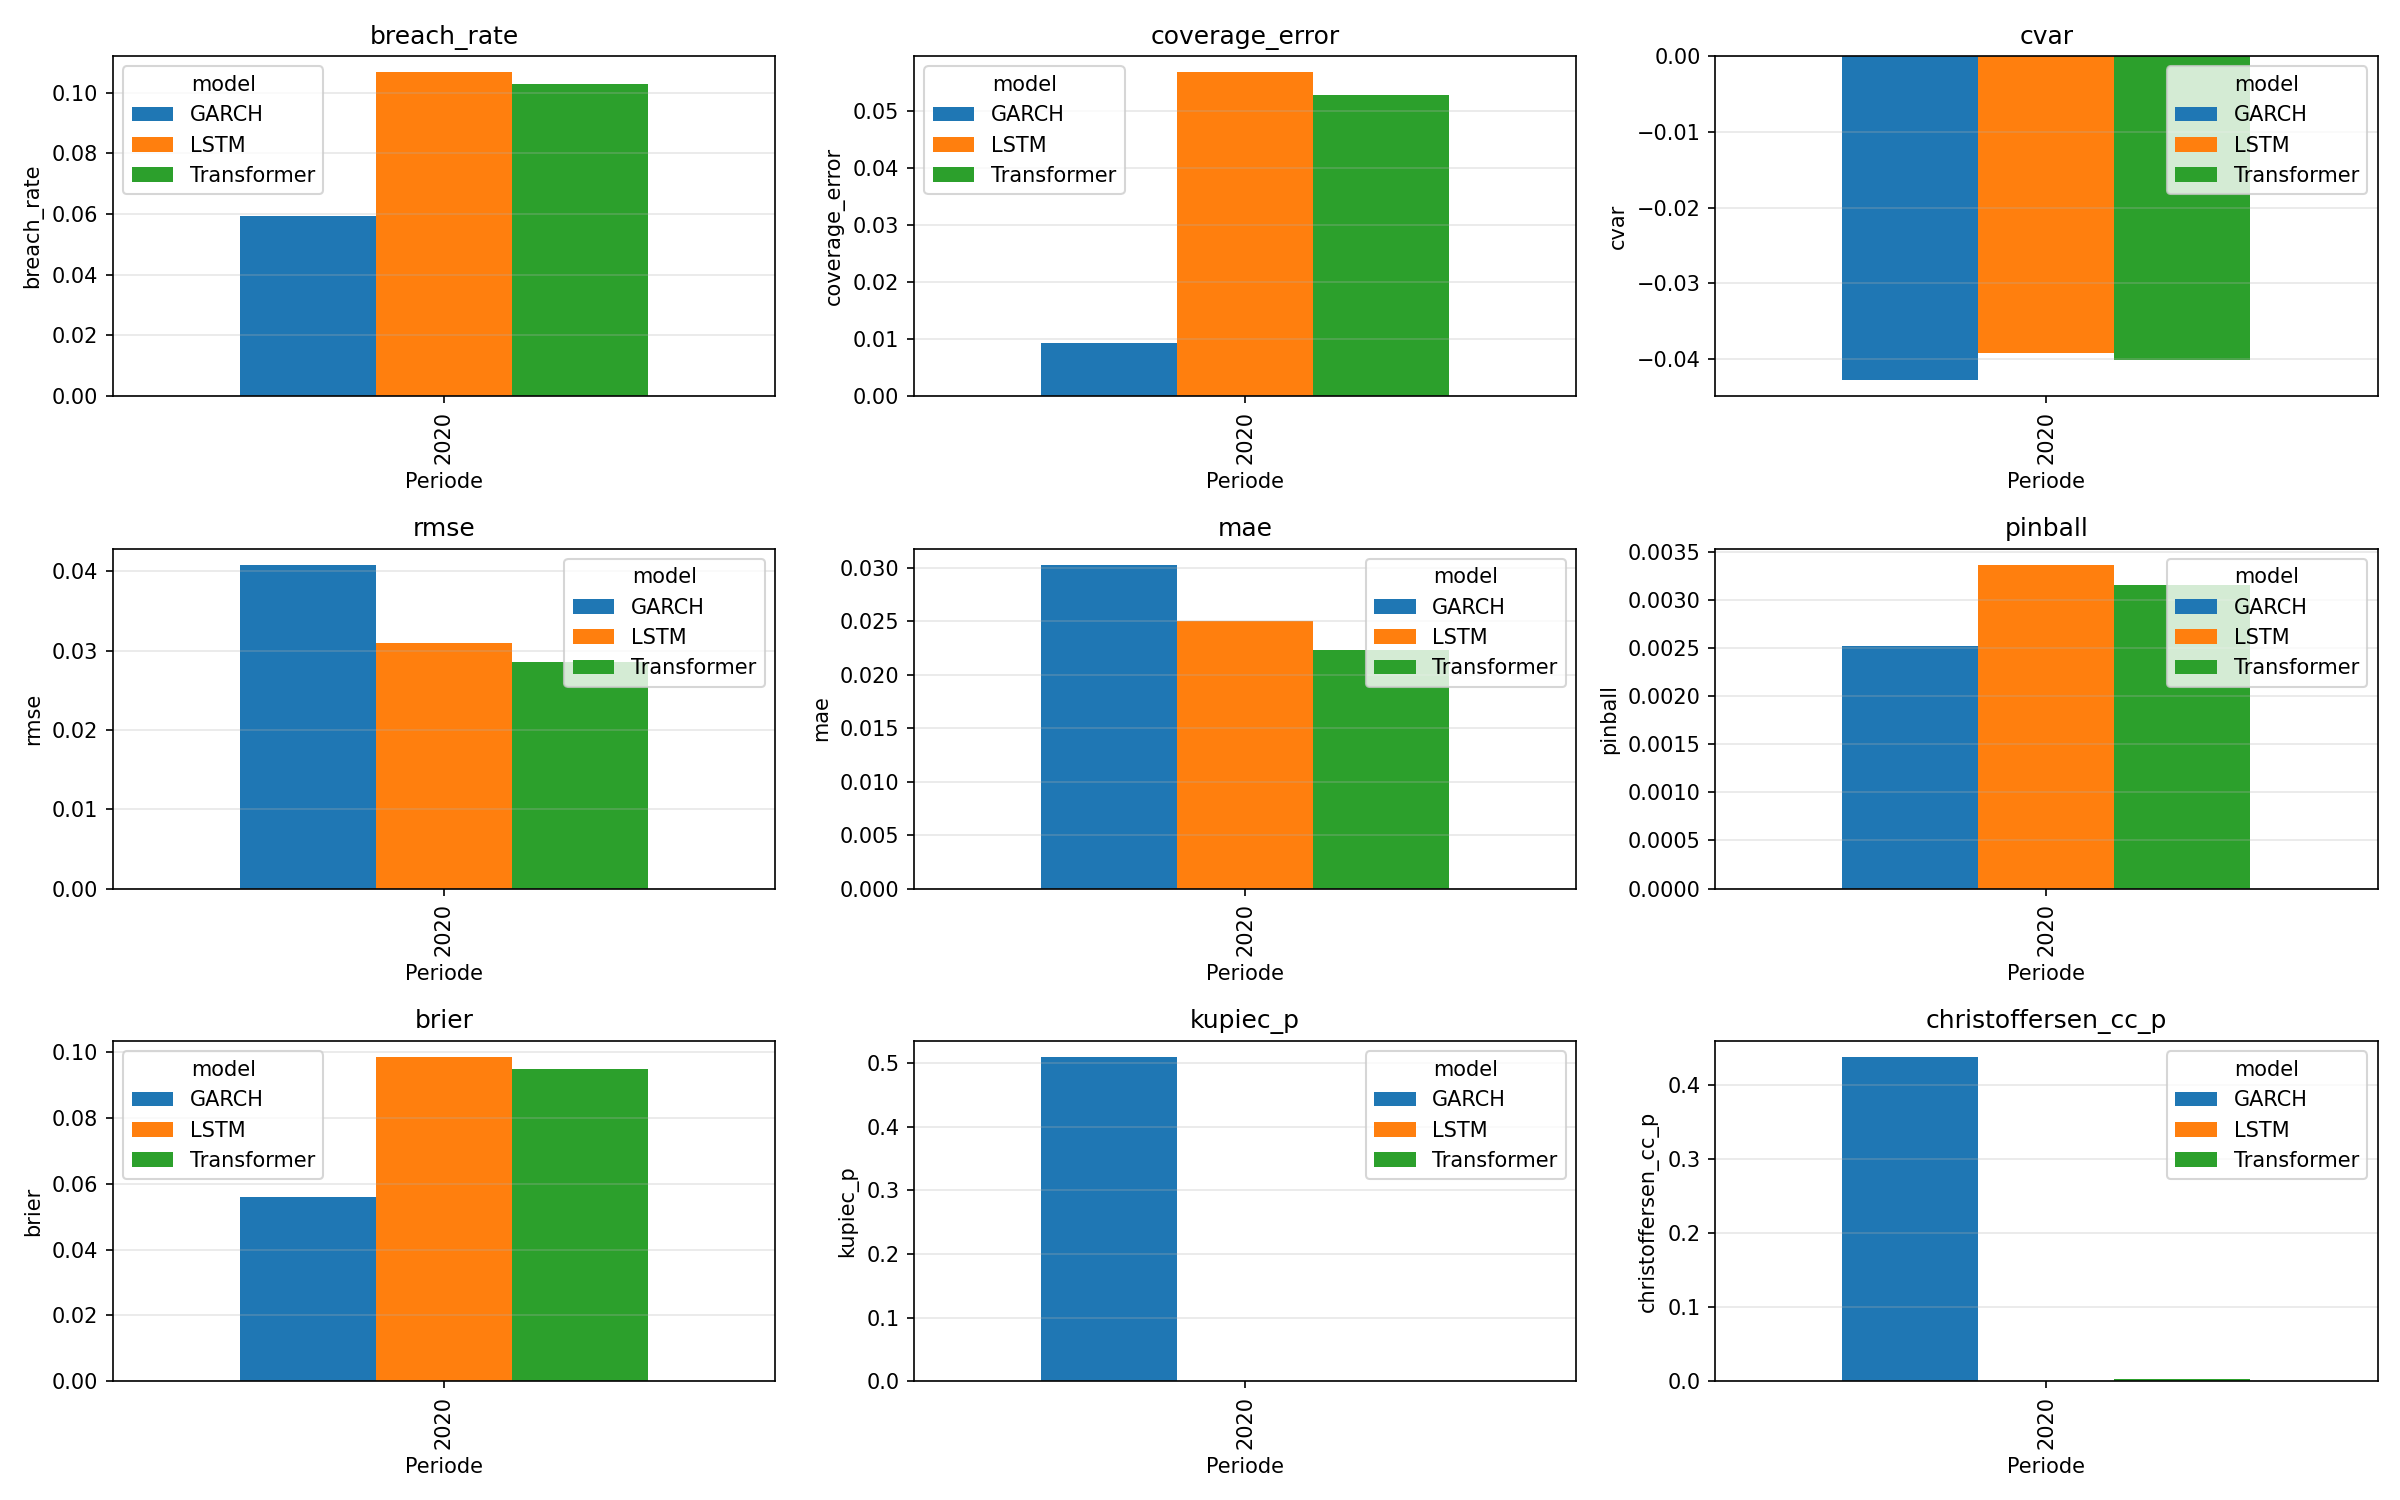 breach_rate
breach_rate
0.10
0.08
0.06
0.04
0.02
0.00
model
GARCH
LSTM
Transformer
2020
Periode
coverage_error
coverage_error
0.05
0.04
0.03
0.02
0.01
0.00
model
GARCH
LSTM
Transformer
2020
Periode
cvar
cvar
0.00
−0.01
−0.02
−0.03
−0.04
model
GARCH
LSTM
Transformer
2020
Periode
rmse
rmse
0.04
0.03
0.02
0.01
0.00
model
GARCH
LSTM
Transformer
2020
Periode
mae
mae
0.030
0.025
0.020
0.015
0.010
0.005
0.000
model
GARCH
LSTM
Transformer
2020
Periode
pinball
pinball
0.0035
0.0030
0.0025
0.0020
0.0015
0.0010
0.0005
0.0000
model
GARCH
LSTM
Transformer
2020
Periode
brier
brier
0.10
0.08
0.06
0.04
0.02
0.00
model
GARCH
LSTM
Transformer
2020
Periode
kupiec_p
kupiec_p
0.5
0.4
0.3
0.2
0.1
0.0
model
GARCH
LSTM
Transformer
2020
Periode
christoffersen_cc_p
christoffersen_cc_p
0.4
0.3
0.2
0.1
0.0
model
GARCH
LSTM
Transformer
2020
Periode